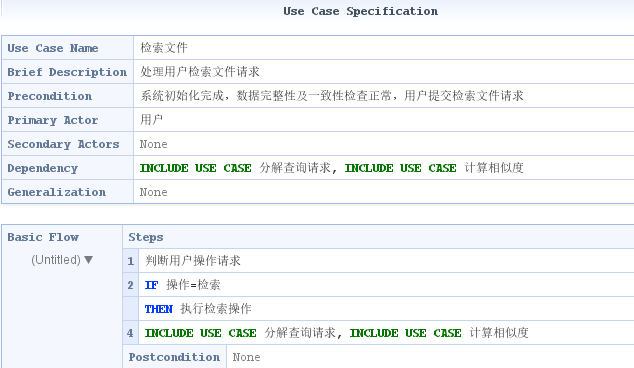 Use Case Specification
Use Case Name 检索文件
Brief Description 处理用户检索文件请求
Precondition 系统初始化完成，数据完整性及一致性检查正常，用户提交检索文件请求
Primary Actor 用户
Secondary Actors None
Dependency INCLUDE USE CASE 分解查询请求, INCLUDE USE CASE 计算相似度
Generalization None
Basic Flow Steps
(Untitled) ▼
1 判断用户操作请求
2 IF 操作=检索
THEN 执行检索操作
4 INCLUDE USE CASE 分解查询请求, INCLUDE USE CASE 计算相似度
Postcondition None